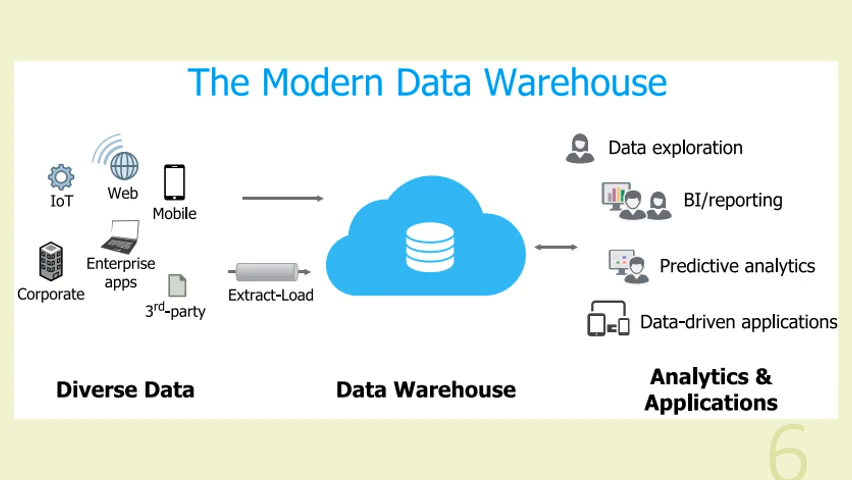 The Modern Data Warehouse
IoT
Web
Mobile
Corporate
Enterprise
apps
3rd-party
Extract-Load
Data exploration
BI/reporting
Predictive analytics
Data-driven applications
Diverse Data
Data Warehouse
Analytics &
Applications
6